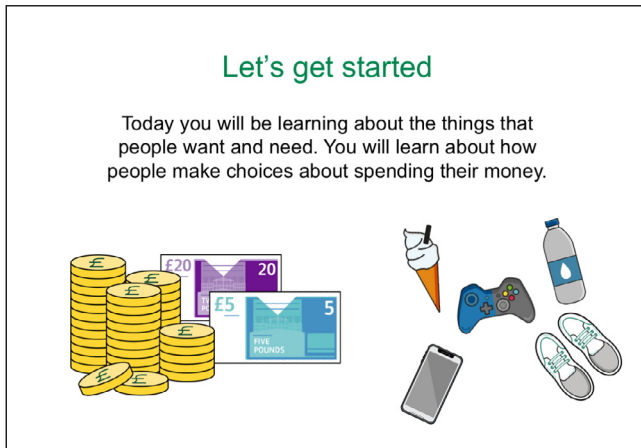 Let's get started
Today you will be learning about the things that
people want and need. You will learn about how
people make choices about spending their money.
£20
20
£5
5
FIVE
POUNDS
£
£
£
£
£
£